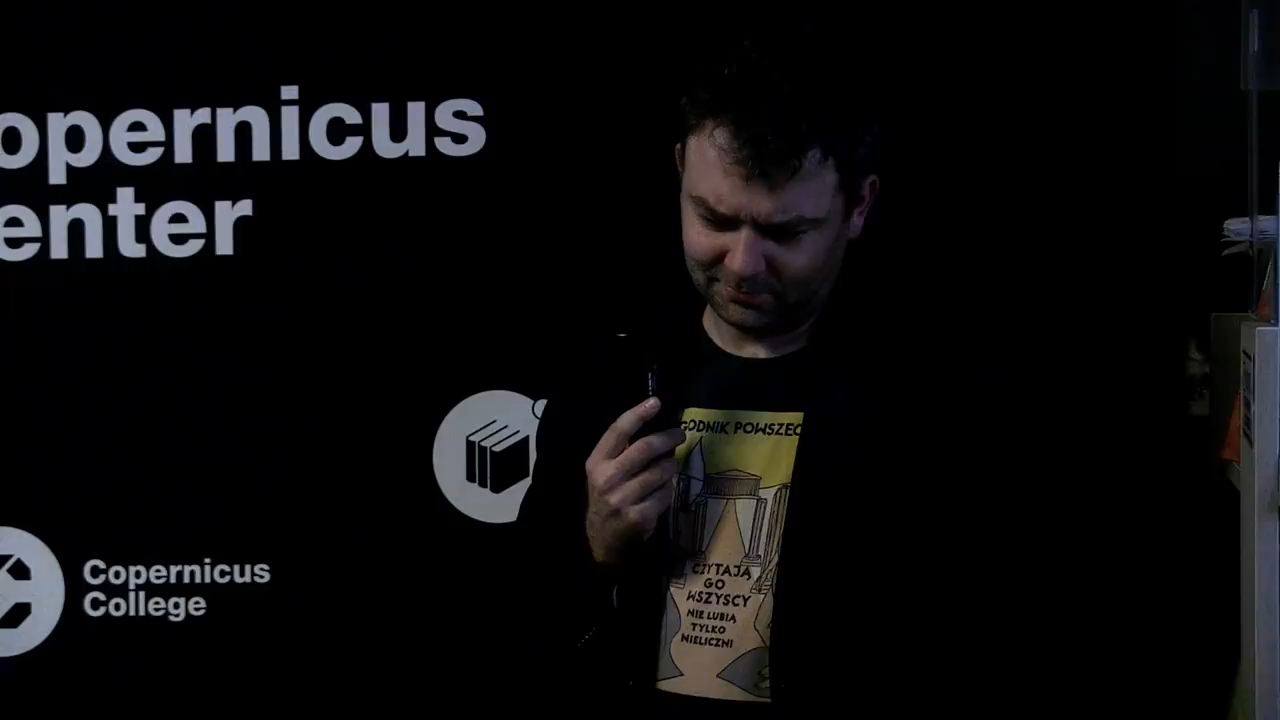 opernicus
enter
GODNIK POWSZEC
CZYTAJĄ
GO
WSZYSCY
NIE LUBIĄ
TYLKO
NIELICZNI
Copernicus
College